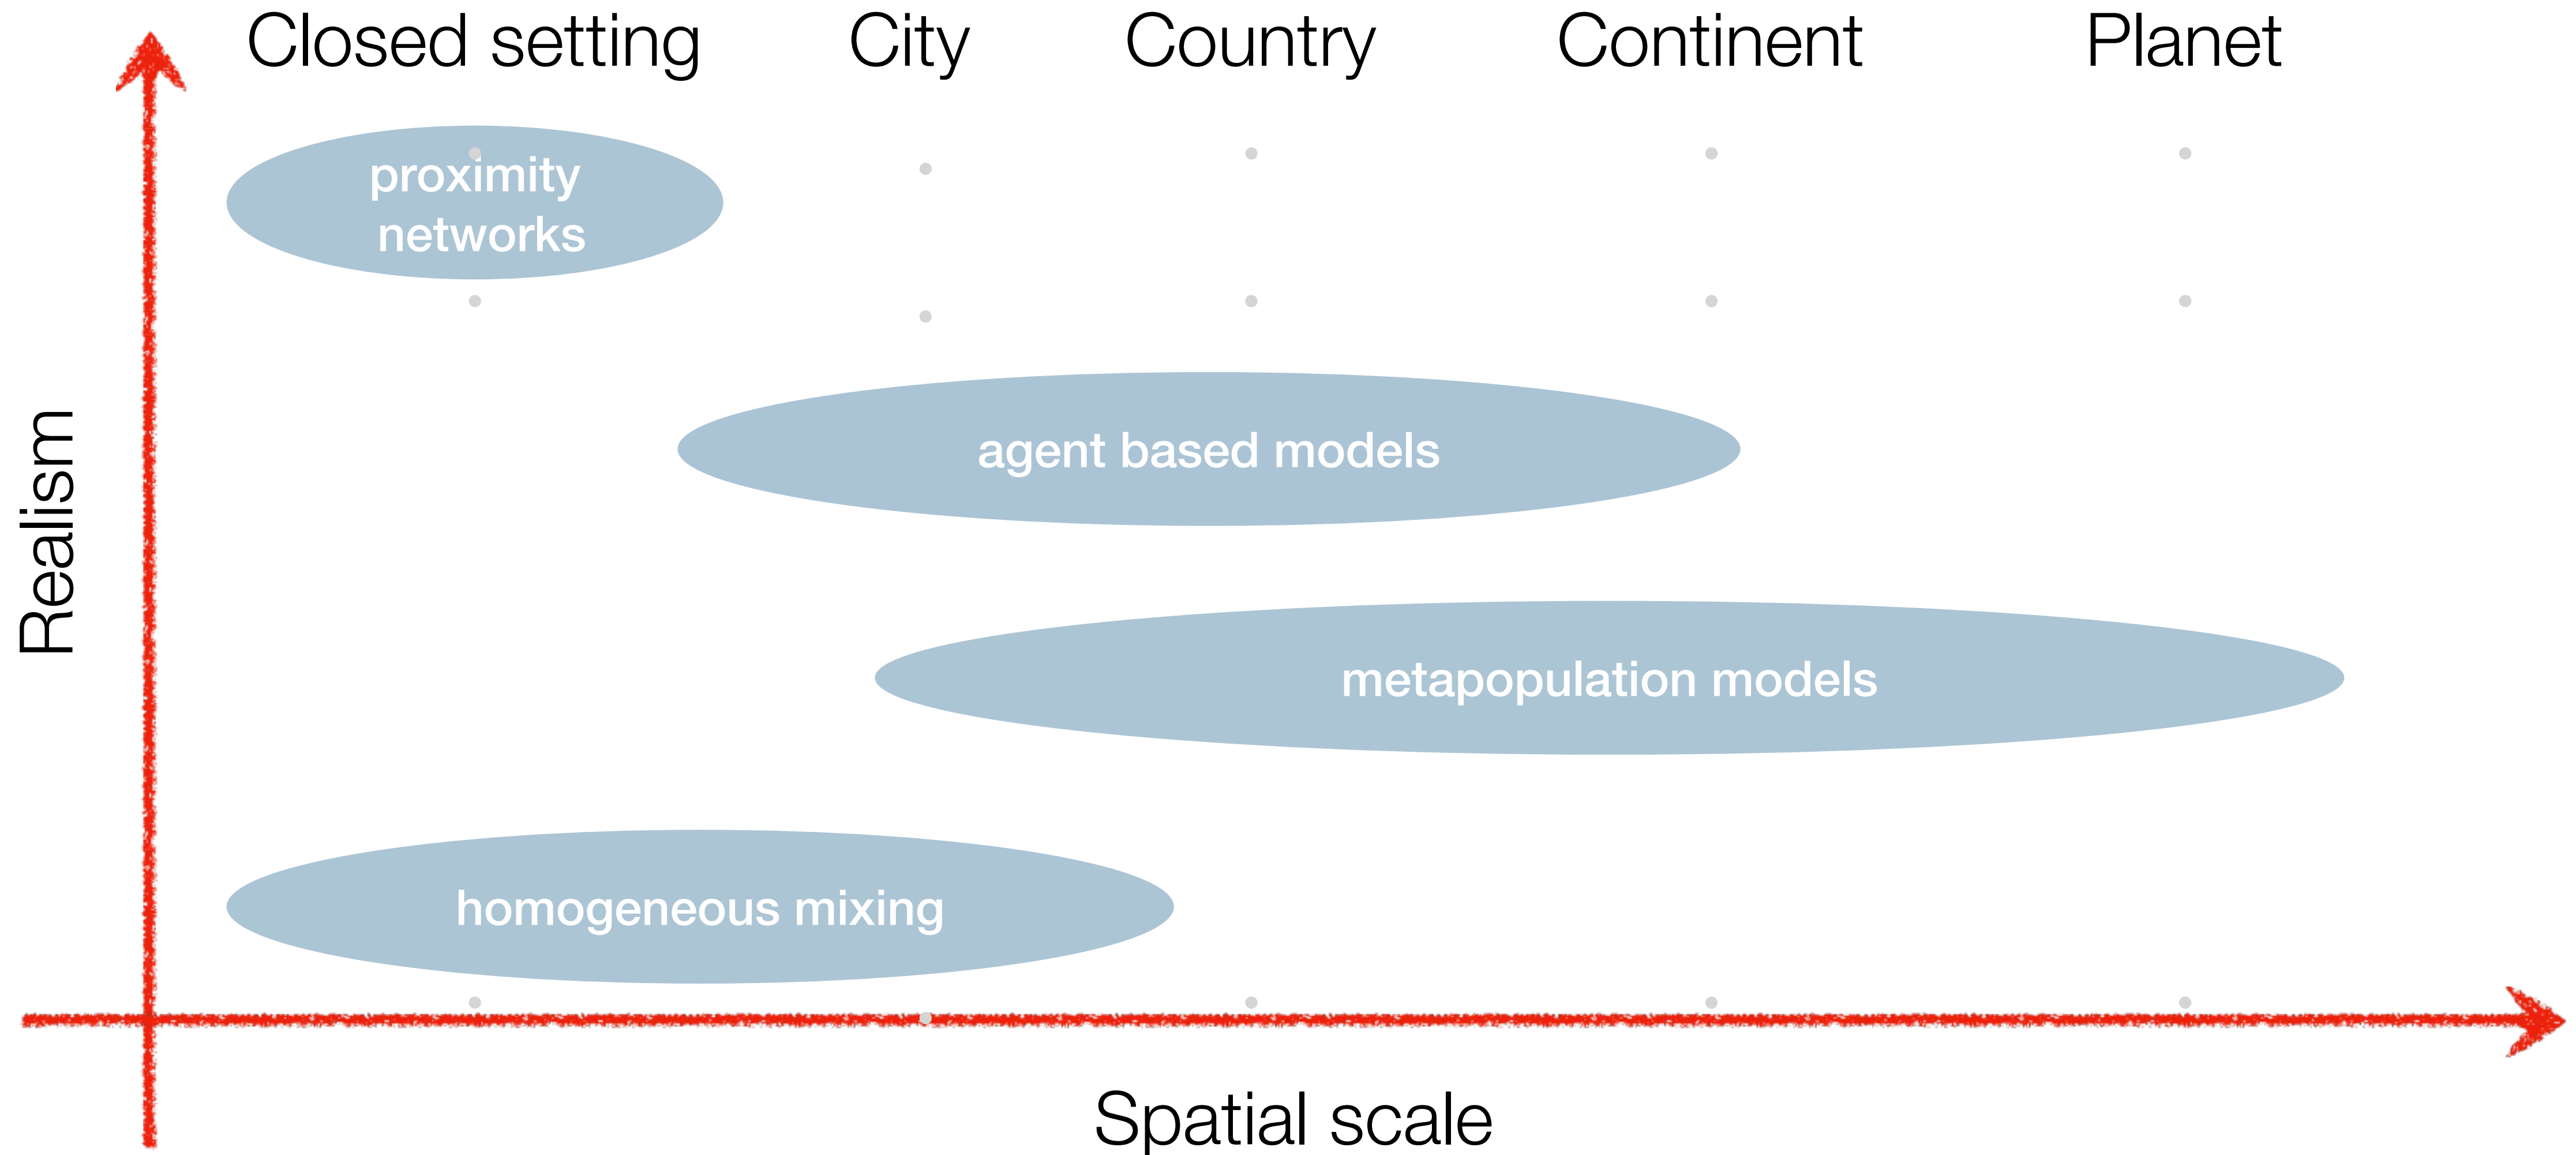 Closed setting
City
Country
Continent
Planet
proximity
networks
agent based models
Realism
metapopulation models
homogeneous mixing
Spatial scale